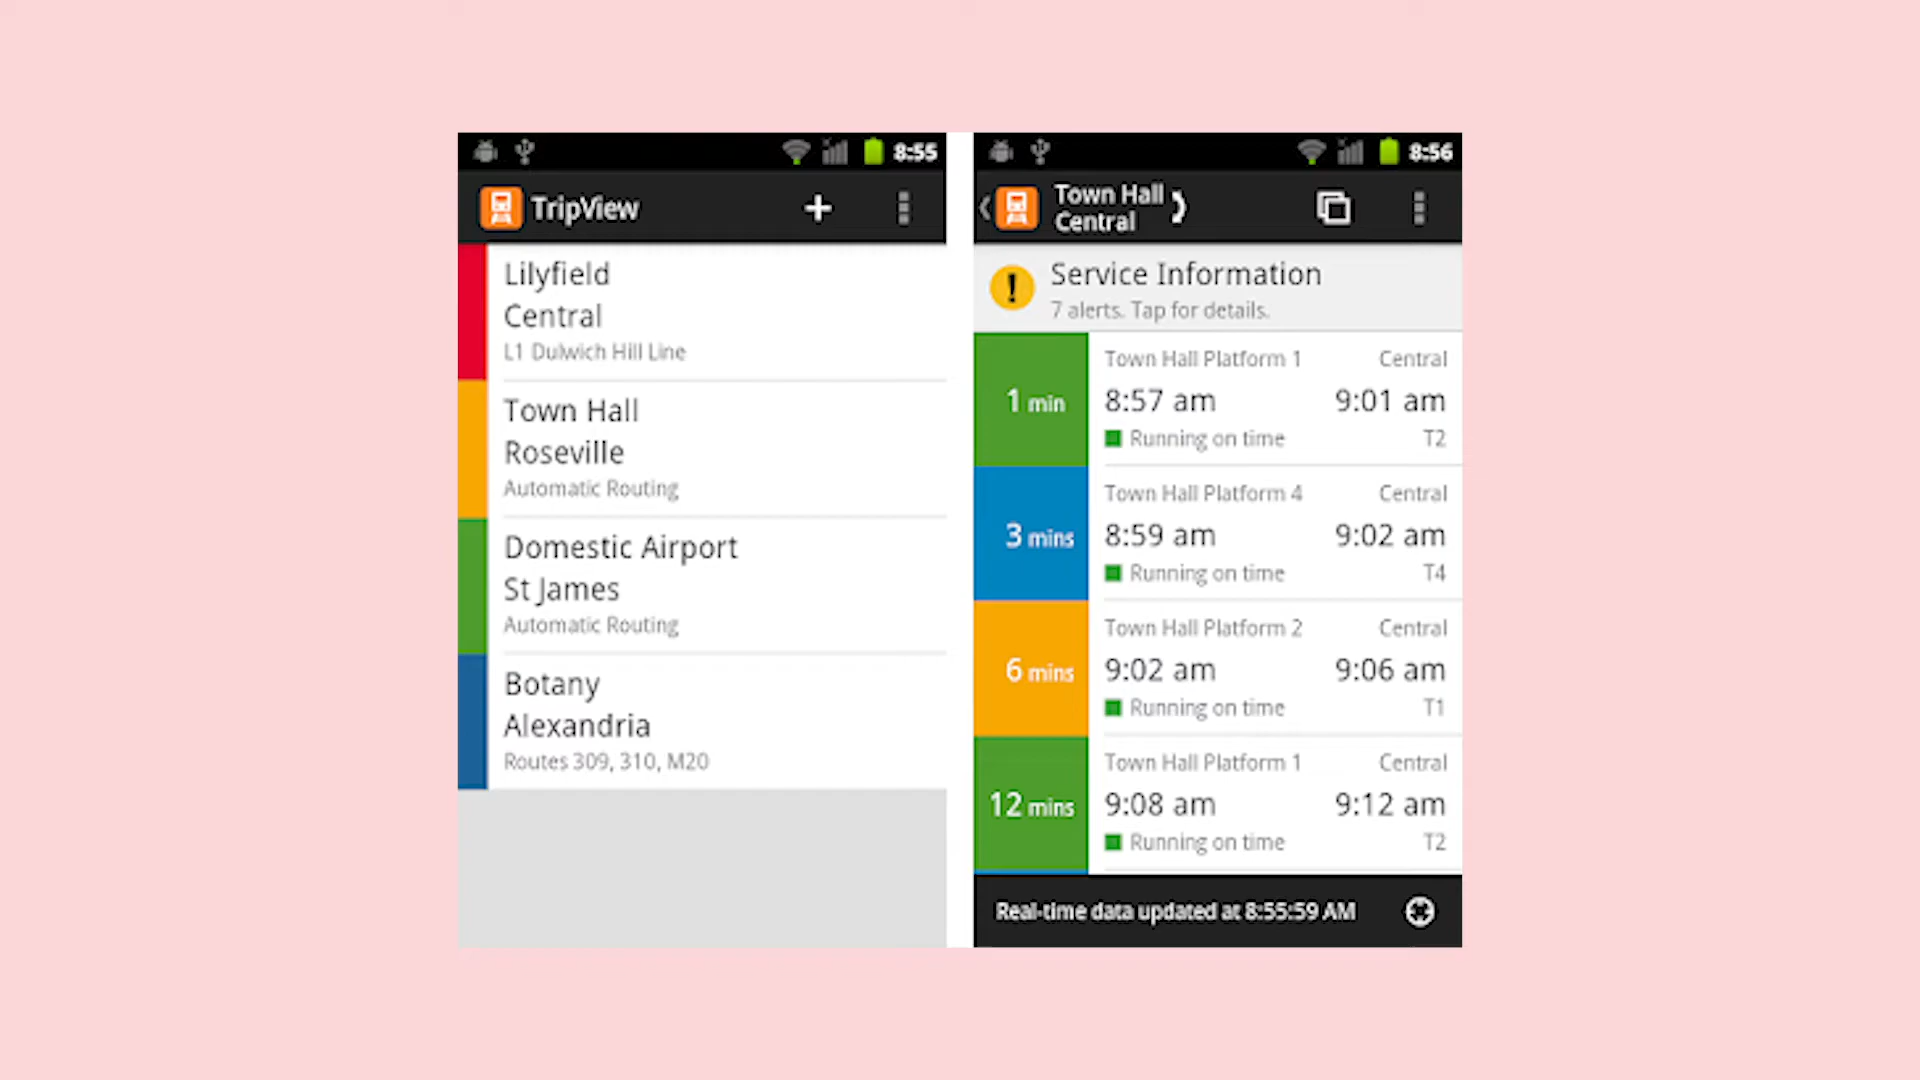 8:55
TripView
Lilyfield
Central
L1 Dulwich Hill Line
Town Hall
Roseville
Automatic Routing
Domestic Airport
St James
Automatic Routing
Botany
Alexandria
Routes 309, 310, M20
8:56
Town Hall
Central
Service Information
7 alerts. Tap for details.
1 min
Town Hall Platform 1 Central
8:57 am 9:01 am
Running on time T2
3 mins
Town Hall Platform 4 Central
8:59 am 9:02 am
Running on time T4
6 mins
Town Hall Platform 2 Central
9:02 am 9:06 am
Running on time T1
12 mins
Town Hall Platform 1 Central
9:08 am 9:12 am
Running on time T2
Real-time data updated at 8:55:59 AM